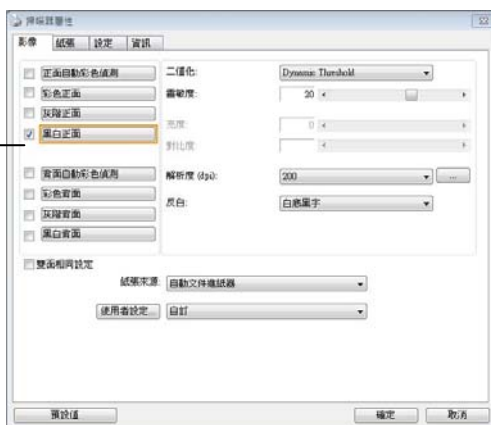 掃描器屬性
影像 紙張 設定 資訊
正面自動彩色偵測
彩色正面
灰階正面
黑白正面
背面自動彩色偵測
彩色背面
灰階背面
黑白背面
二值化: Dynamic Threshold
靈敏度: 20
亮度: 0
對比度:
解析度 (dpi): 200 ...
反白: 白底黑字
雙面相同設定
紙張來源: 自動文件進紙器
使用者設定... 自訂
預設值 確定 取消